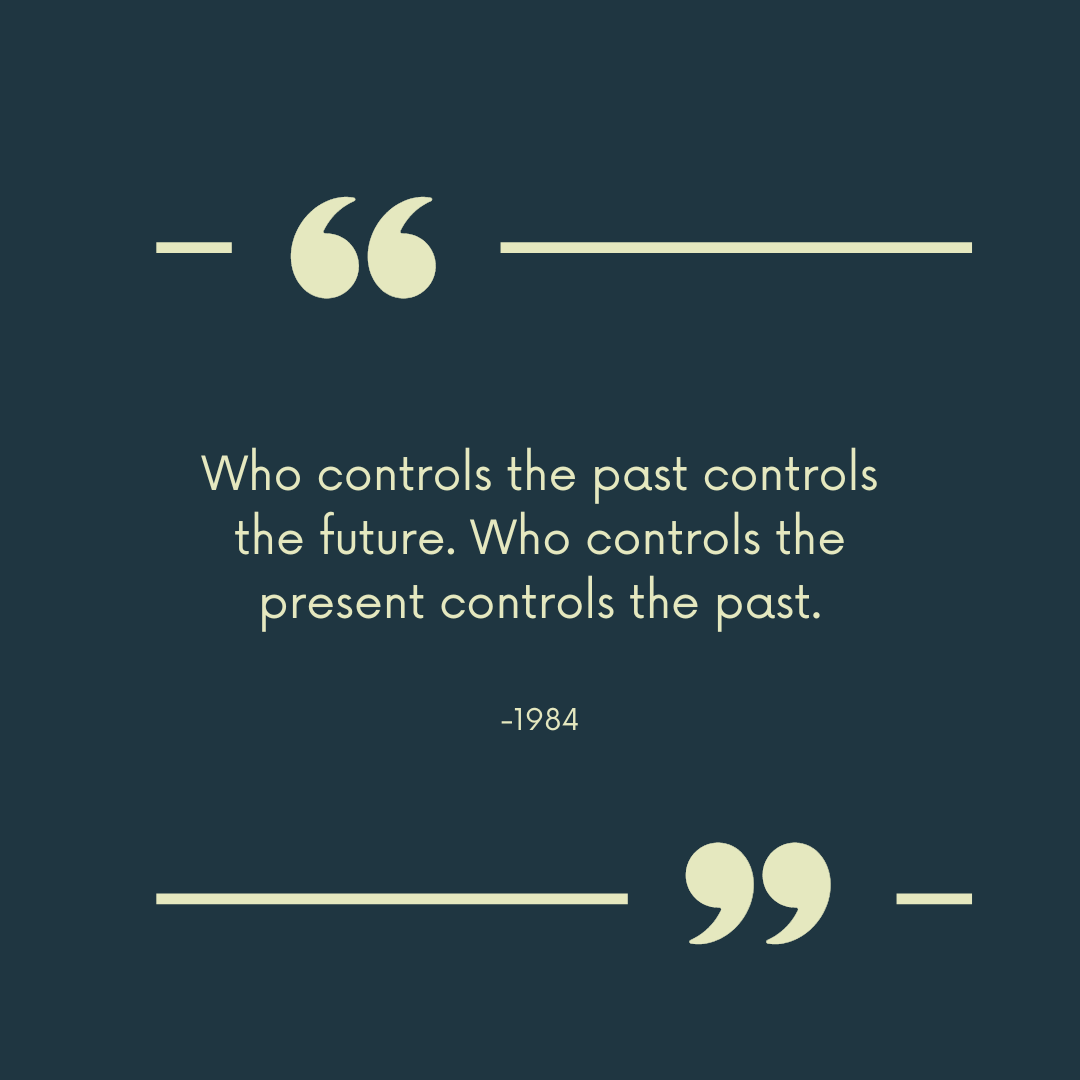 “
Who controls the past controls
the future. Who controls the
present controls the past.
-1984
”